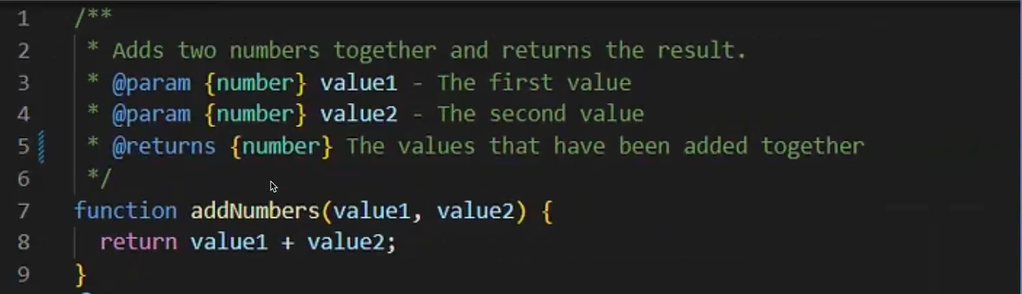 1 /**
2 * Adds two numbers together and returns the result.
3 * @param {number} value1 - The first value
4 * @param {number} value2 - The second value
5 * @returns {number} The values that have been added together
6 */
7 function addNumbers(value1, value2) {
8 return value1 + value2;
9 }